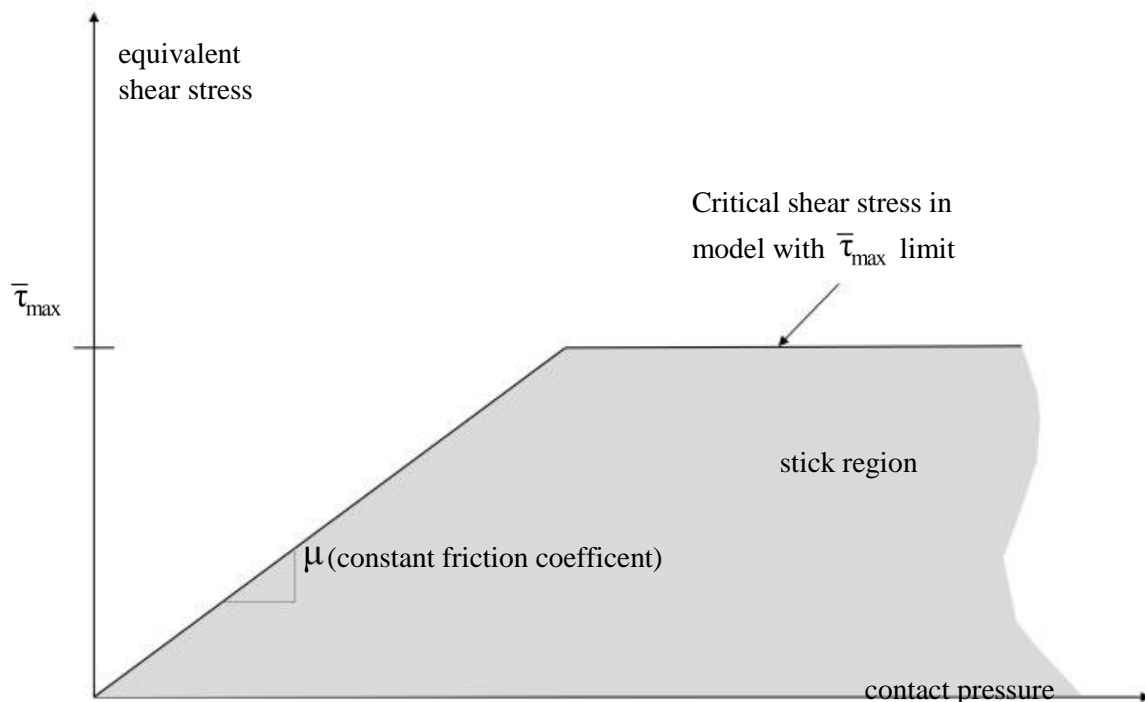 equivalent
shear stress
Critical shear stress in
model with τ̅max limit
τ̅max
stick region
μ (constant friction coefficent)
contact pressure